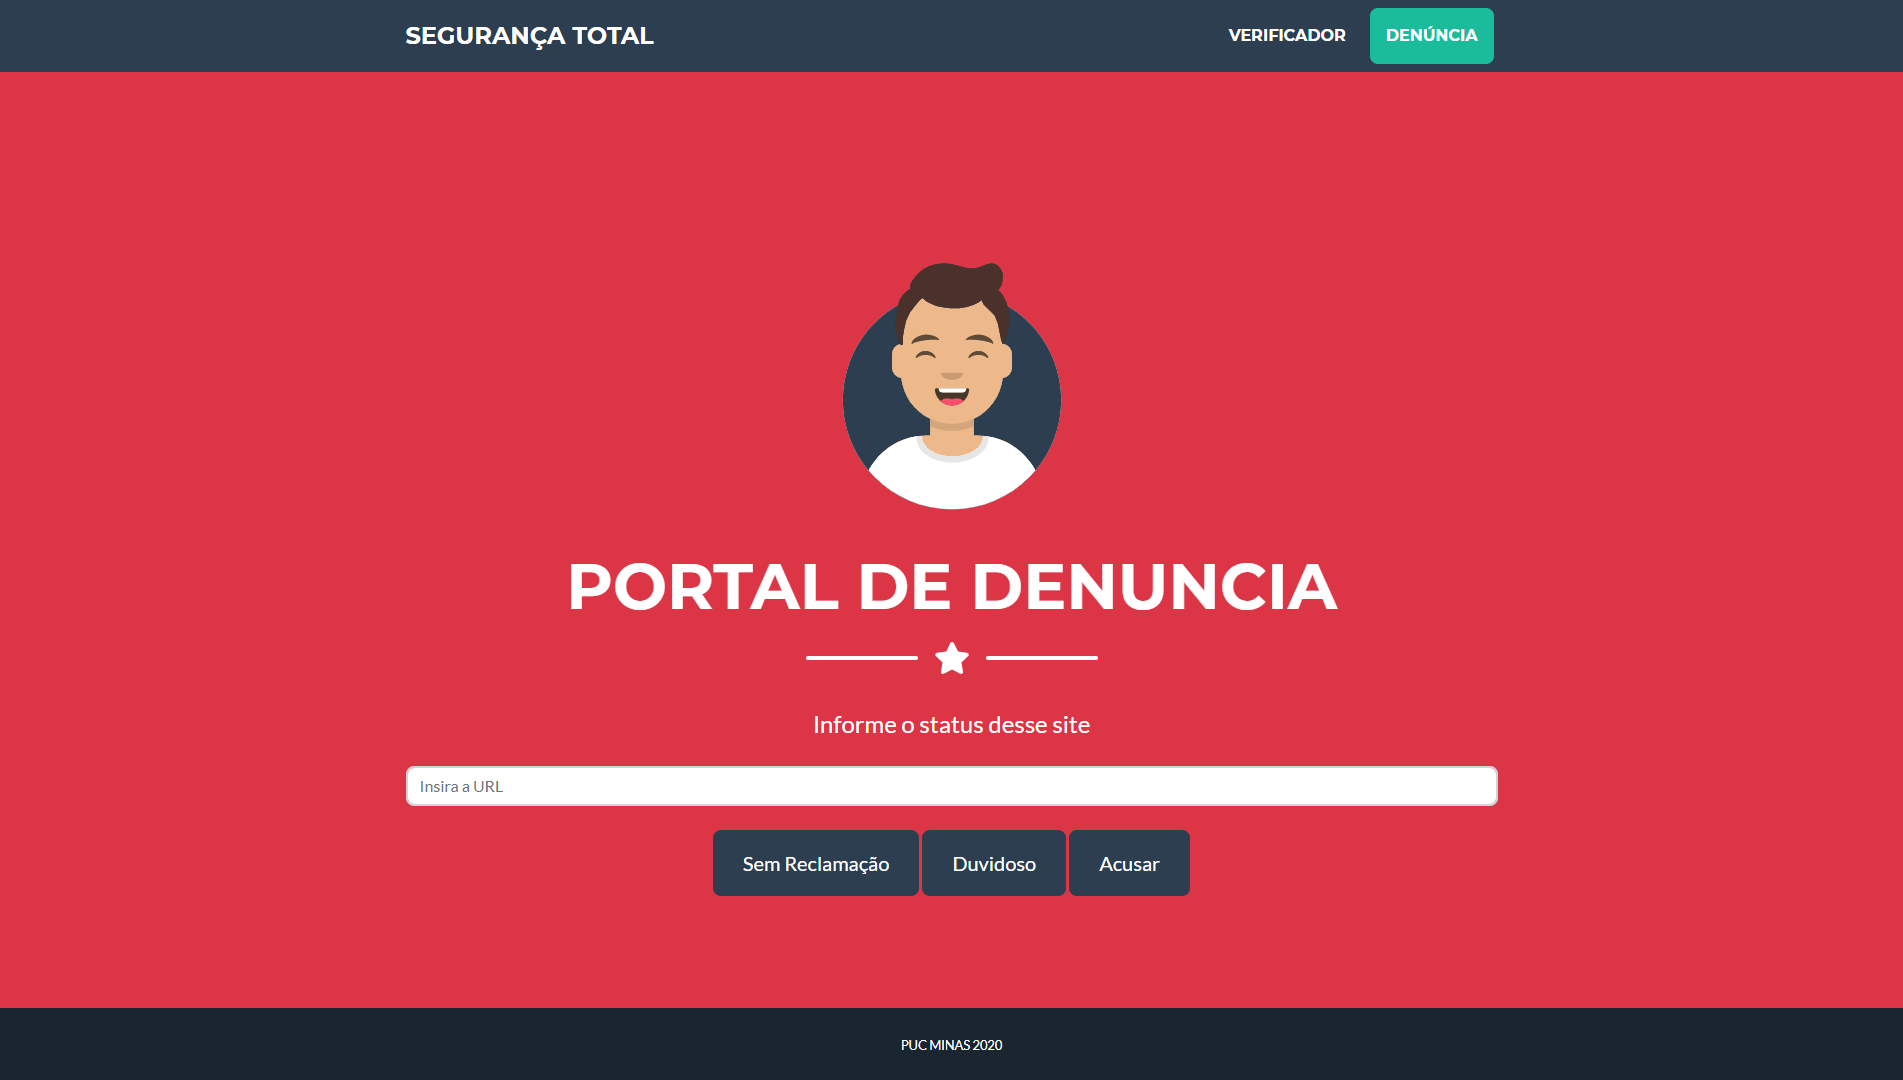 SEGURANÇA TOTAL
VERIFICADOR
DENÚNCIA
PORTAL DE DENUNCIA
Informe o status desse site
Insira a URL
Sem Reclamação
Duvidoso
Acusar
PUC MINAS 2020